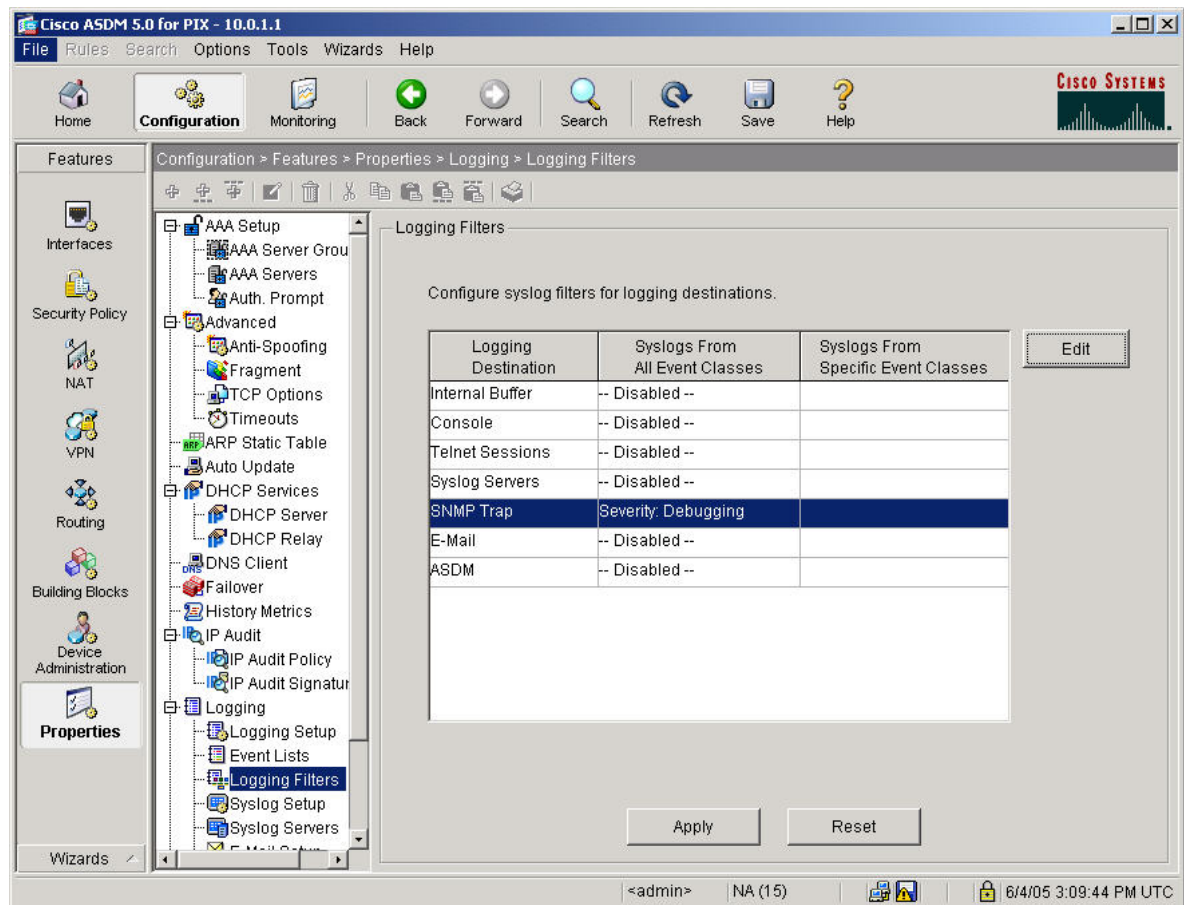 Cisco ASDM 5.0 for PIX - 10.0.1.1
File Rules Search Options Tools Wizards Help
Home Configuration Monitoring Back Forward Search Refresh Save Help
CISCO SYSTEMS
Features
Configuration > Features > Properties > Logging > Logging Filters
Interfaces
Security Policy
NAT
VPN
Routing
Building Blocks
Device
Administration
Properties
Wizards
AAA Setup
AAA Server Grou
AAA Servers
Auth. Prompt
Advanced
Anti-Spoofing
Fragment
TCP Options
Timeouts
ARP ARP Static Table
Auto Update
DHCP Services
DHCP Server
DHCP Relay
DNS DNS Client
Failover
History Metrics
IP Audit
IP Audit Policy
IP Audit Signatur
Logging
Logging Setup
Event Lists
Logging Filters
Syslog Setup
Syslog Servers
Logging Filters
Configure syslog filters for logging destinations.
Logging Destination Syslogs From All Event Classes Syslogs From Specific Event Classes
Internal Buffer -- Disabled --
Console -- Disabled --
Telnet Sessions -- Disabled --
Syslog Servers -- Disabled --
SNMP Trap Severity: Debugging
E-Mail -- Disabled --
ASDM -- Disabled --
Edit
Apply Reset
<admin> NA (15) 6/4/05 3:09:44 PM UTC